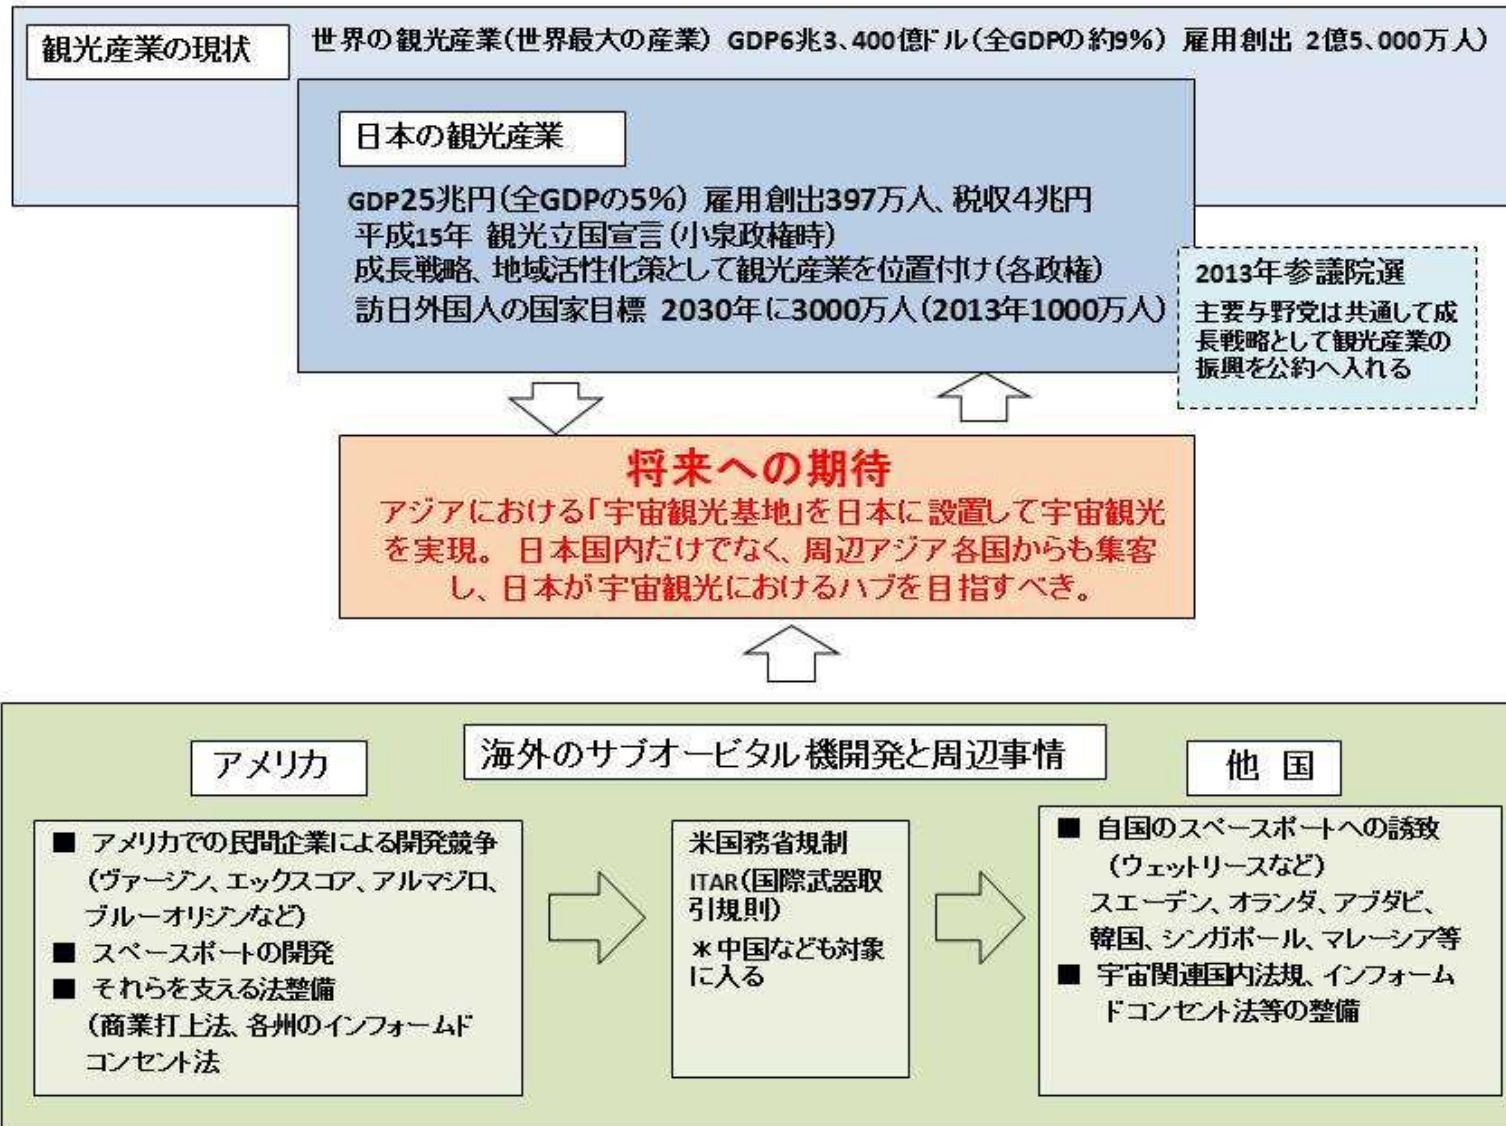 観光産業の現状
世界の観光産業(世界最大の産業) GDP6兆3、400億ドル(全GDPの約9%) 雇用創出 2億5、000万人)
日本の観光産業
GDP25兆円(全GDPの5%) 雇用創出397万人、税収4兆円
平成15年 観光立国宣言(小泉政権時)
成長戦略、地域活性化策として観光産業を位置付け(各政権)
訪日外国人の国家目標 2030年に3000万人(2013年1000万人)
2013年参議院選
主要与野党は共通して成
長戦略として観光産業の
振興を公約へ入れる
将来への期待
アジアにおける「宇宙観光基地」を日本に設置して宇宙観光
を実現。 日本国内だけでなく、周辺アジア各国からも集客
し、日本が宇宙観光におけるハブを目指すべき。
海外のサブオービタル機開発と周辺事情
アメリカ
■ アメリカでの民間企業による開発競争
(ヴァージン、エックスコア、アルマジロ、
ブルーオリジンなど)
■ スペースポートの開発
■ それらを支える法整備
(商業打上法、各州のインフォームド
コンセント法
米国務省規制
ITAR(国際武器取
引規則)
*中国なども対象
に入る
他 国
■ 自国のスペースポートへの誘致
(ウェットリースなど)
スエーデン、オランダ、アブダビ、
韓国、シンガポール、マレーシア等
■ 宇宙関連国内法規、インフォーム
ドコンセント法等の整備